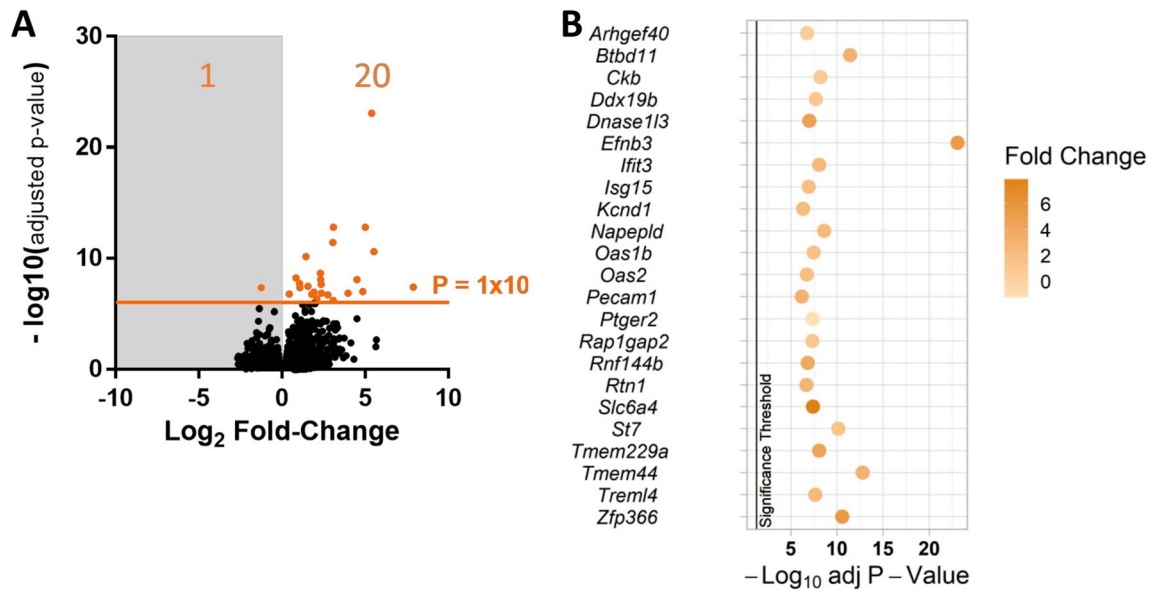 A
30
20
10
0
-10
-5
0
5
10
- log10(adjusted p-value)
Log2 Fold-Change
1
20
P = 1x10
B
Arhgef40
Btbd11
Ckb
Ddx19b
Dnase1l3
Efnb3
Ifit3
Isg15
Kcnd1
Napepld
Oas1b
Oas2
Pecam1
Ptger2
Rap1gap2
Rnf144b
Rtn1
Slc6a4
St7
Tmem229a
Tmem44
Treml4
Zfp366
Significance Threshold
5
10
15
20
–Log10 adj P – Value
Fold Change
6
4
2
0